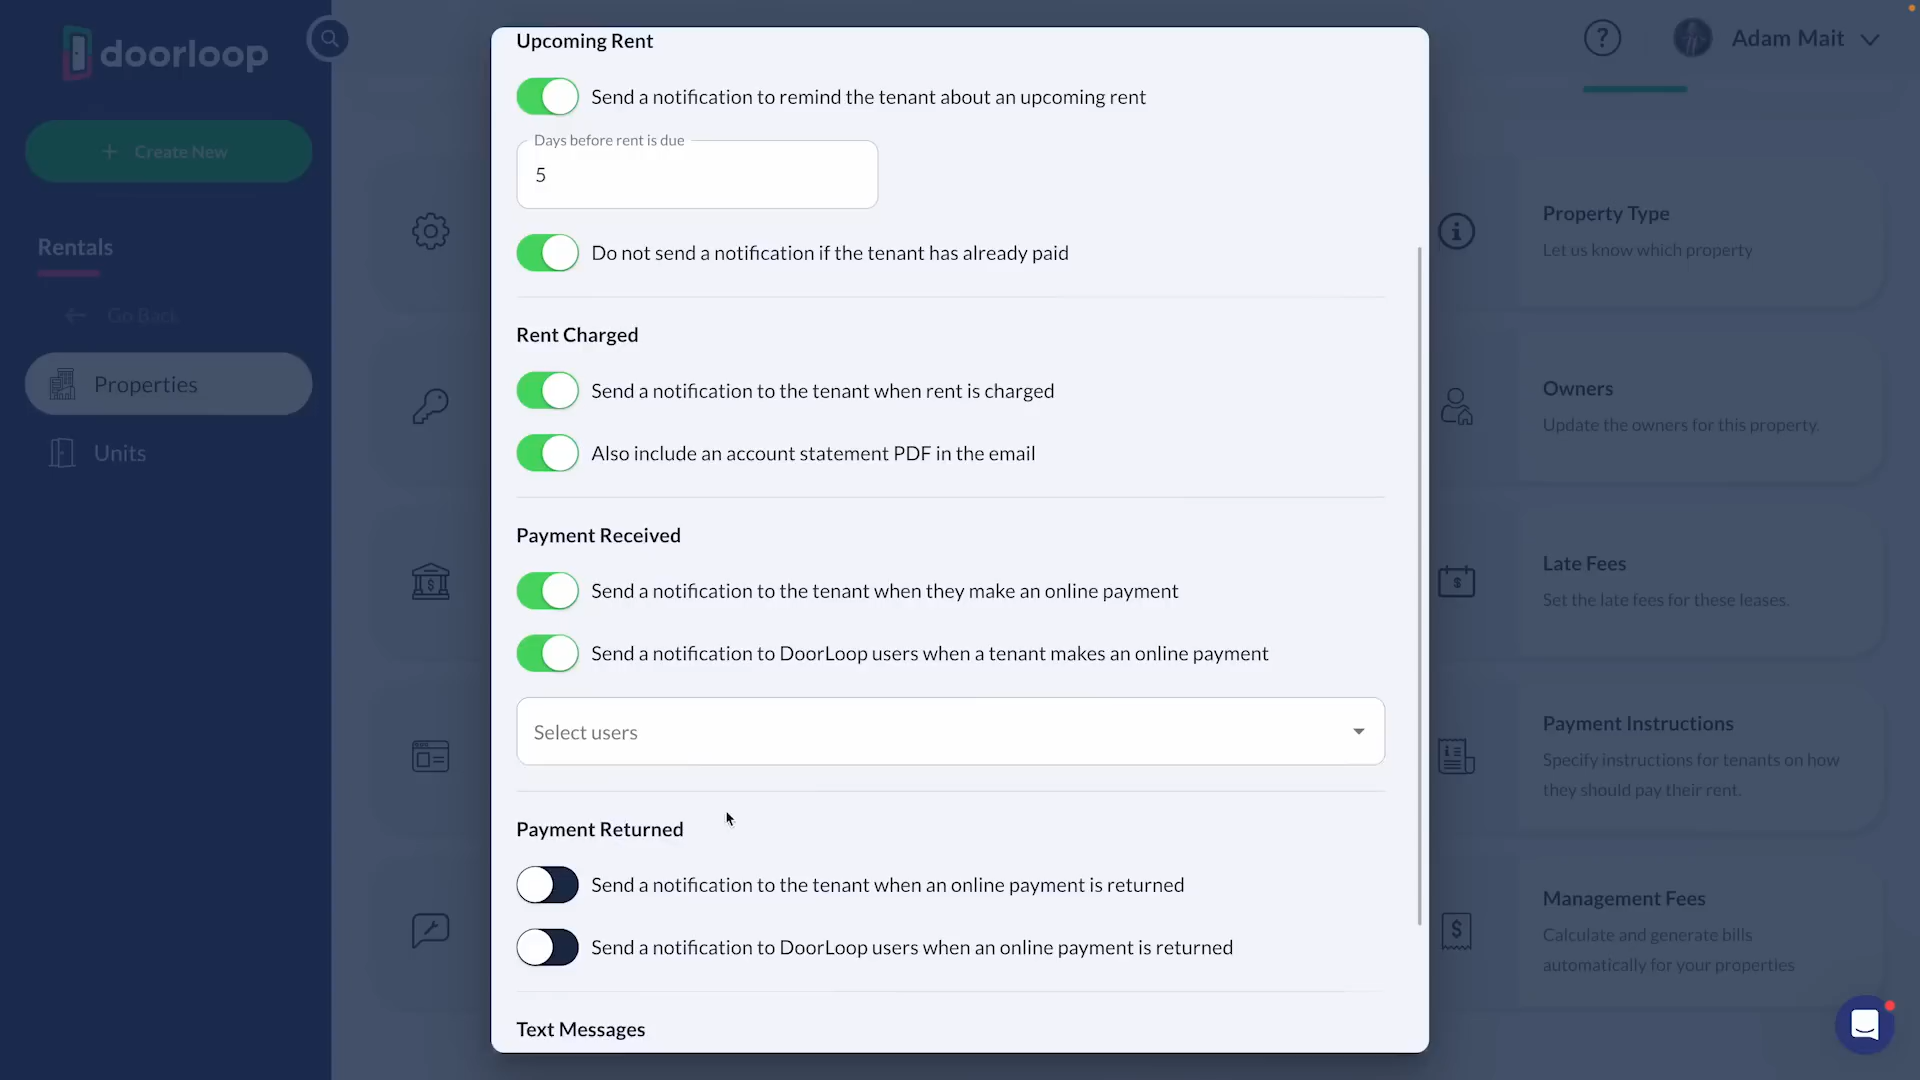 doorloop
Adam Mait
Create New
Rentals
Go Back
Properties
Units
Upcoming Rent
Send a notification to remind the tenant about an upcoming rent
Days before rent is due
5
Do not send a notification if the tenant has already paid
Rent Charged
Send a notification to the tenant when rent is charged
Also include an account statement PDF in the email
Payment Received
Send a notification to the tenant when they make an online payment
Send a notification to DoorLoop users when a tenant makes an online payment
Select users
Payment Returned
Send a notification to the tenant when an online payment is returned
Send a notification to DoorLoop users when an online payment is returned
Text Messages
Property Type
Let us know which property
Owners
Update the owners for this property.
Late Fees
Set the late fees for these leases.
Payment Instructions
Specify instructions for tenants on how
they should pay their rent.
Management Fees
Calculate and generate bills
automatically for your properties